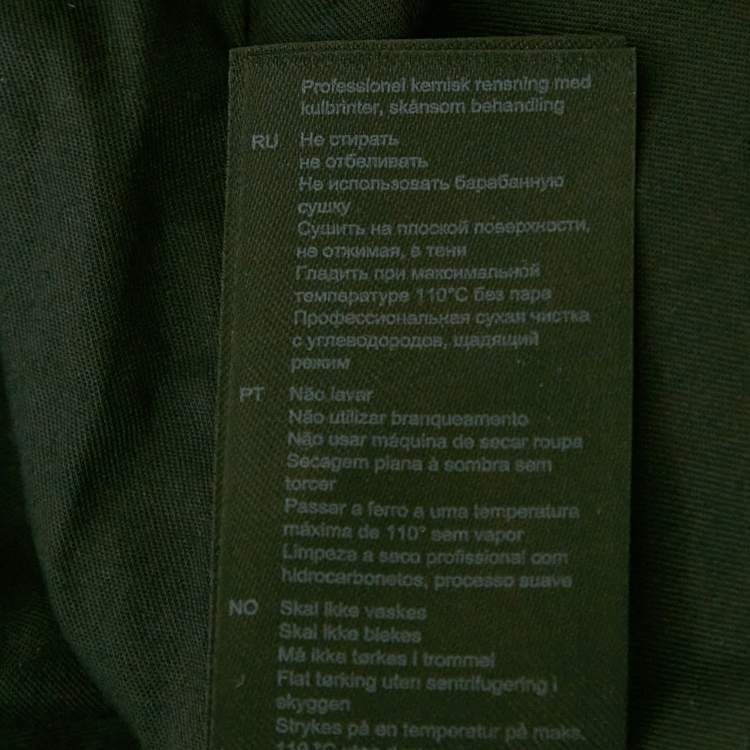 Professionel kemisk rensning med
kulbrinter, skånsom behandling
RU Не стирать
не отбеливать
Не использовать барабанную
сушку
Сушить на плоской поверхности,
не отжимая, в тени
Гладить при максимальной
температуре 110°C без пара
Профессиональная сухая чистка
с углеводородов, щадящий
режим
PT Não lavar
Não utilizar branqueamento
Não usar máquina de secar roupa
Secagem plana à sombra sem
torcer
Passar a ferro a uma temperatura
máxima de 110° sem vapor
Limpeza a seco profissional com
hidrocarbonetos, processo suave
NO Skal ikke vaskes
Skal ikke blekes
Må ikke tørkes i trommel
Flat tørking uten sentrifugering i
skyggen
Strykes på en temperatur på maks.
110 °C uten